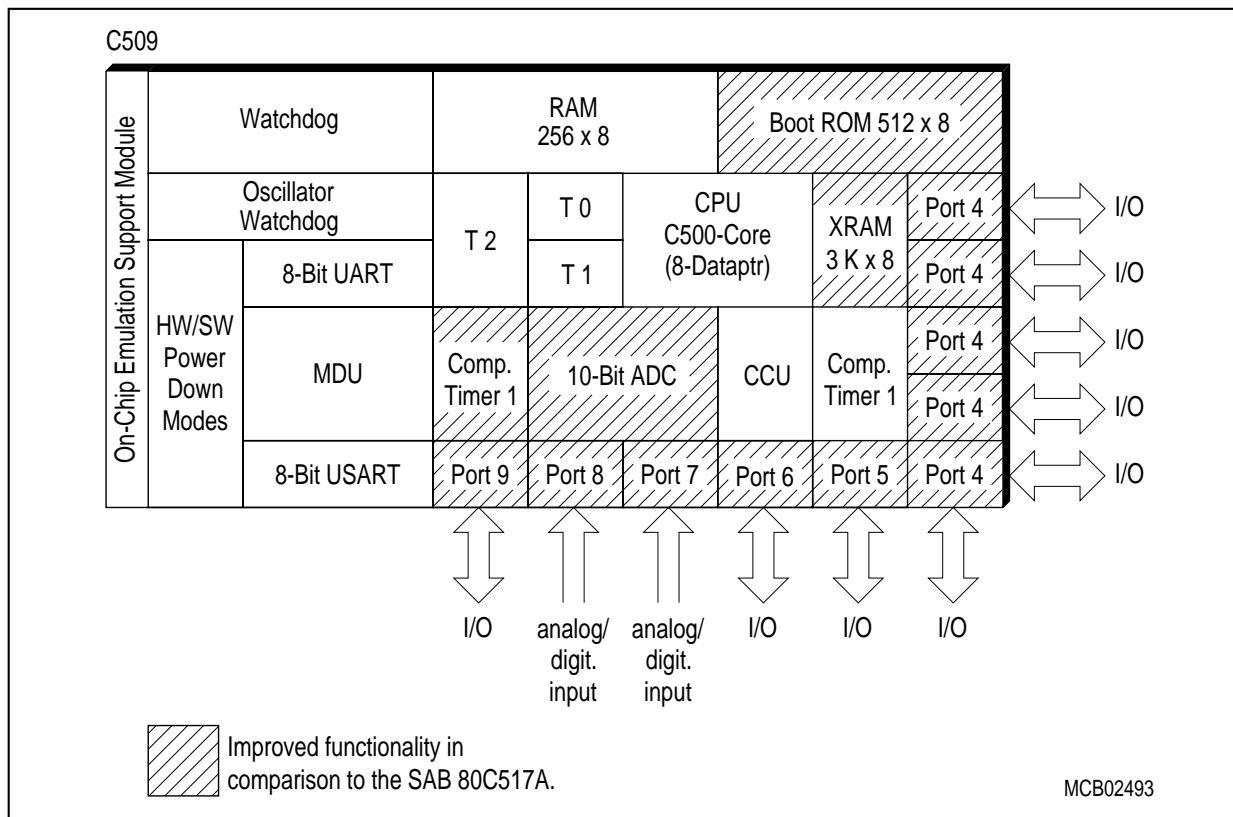 C509
On-Chip Emulation Support Module
Watchdog
RAM
256 x 8
Boot ROM 512 x 8
Oscillator
Watchdog
T 2
T 0
CPU
C500-Core
(8-Dataptr)
XRAM
3 K x 8
Port 4
I/O
8-Bit UART
T 1
Port 4
I/O
HW/SW
Power
Down
Modes
MDU
Comp.
Timer 1
10-Bit ADC
CCU
Comp.
Timer 1
Port 4
I/O
Port 4
I/O
8-Bit USART
Port 9
Port 8
Port 7
Port 6
Port 5
Port 4
I/O
I/O
analog/
digit.
input
analog/
digit.
input
I/O
I/O
I/O
Improved functionality in
comparison to the SAB 80C517A.
MCB02493